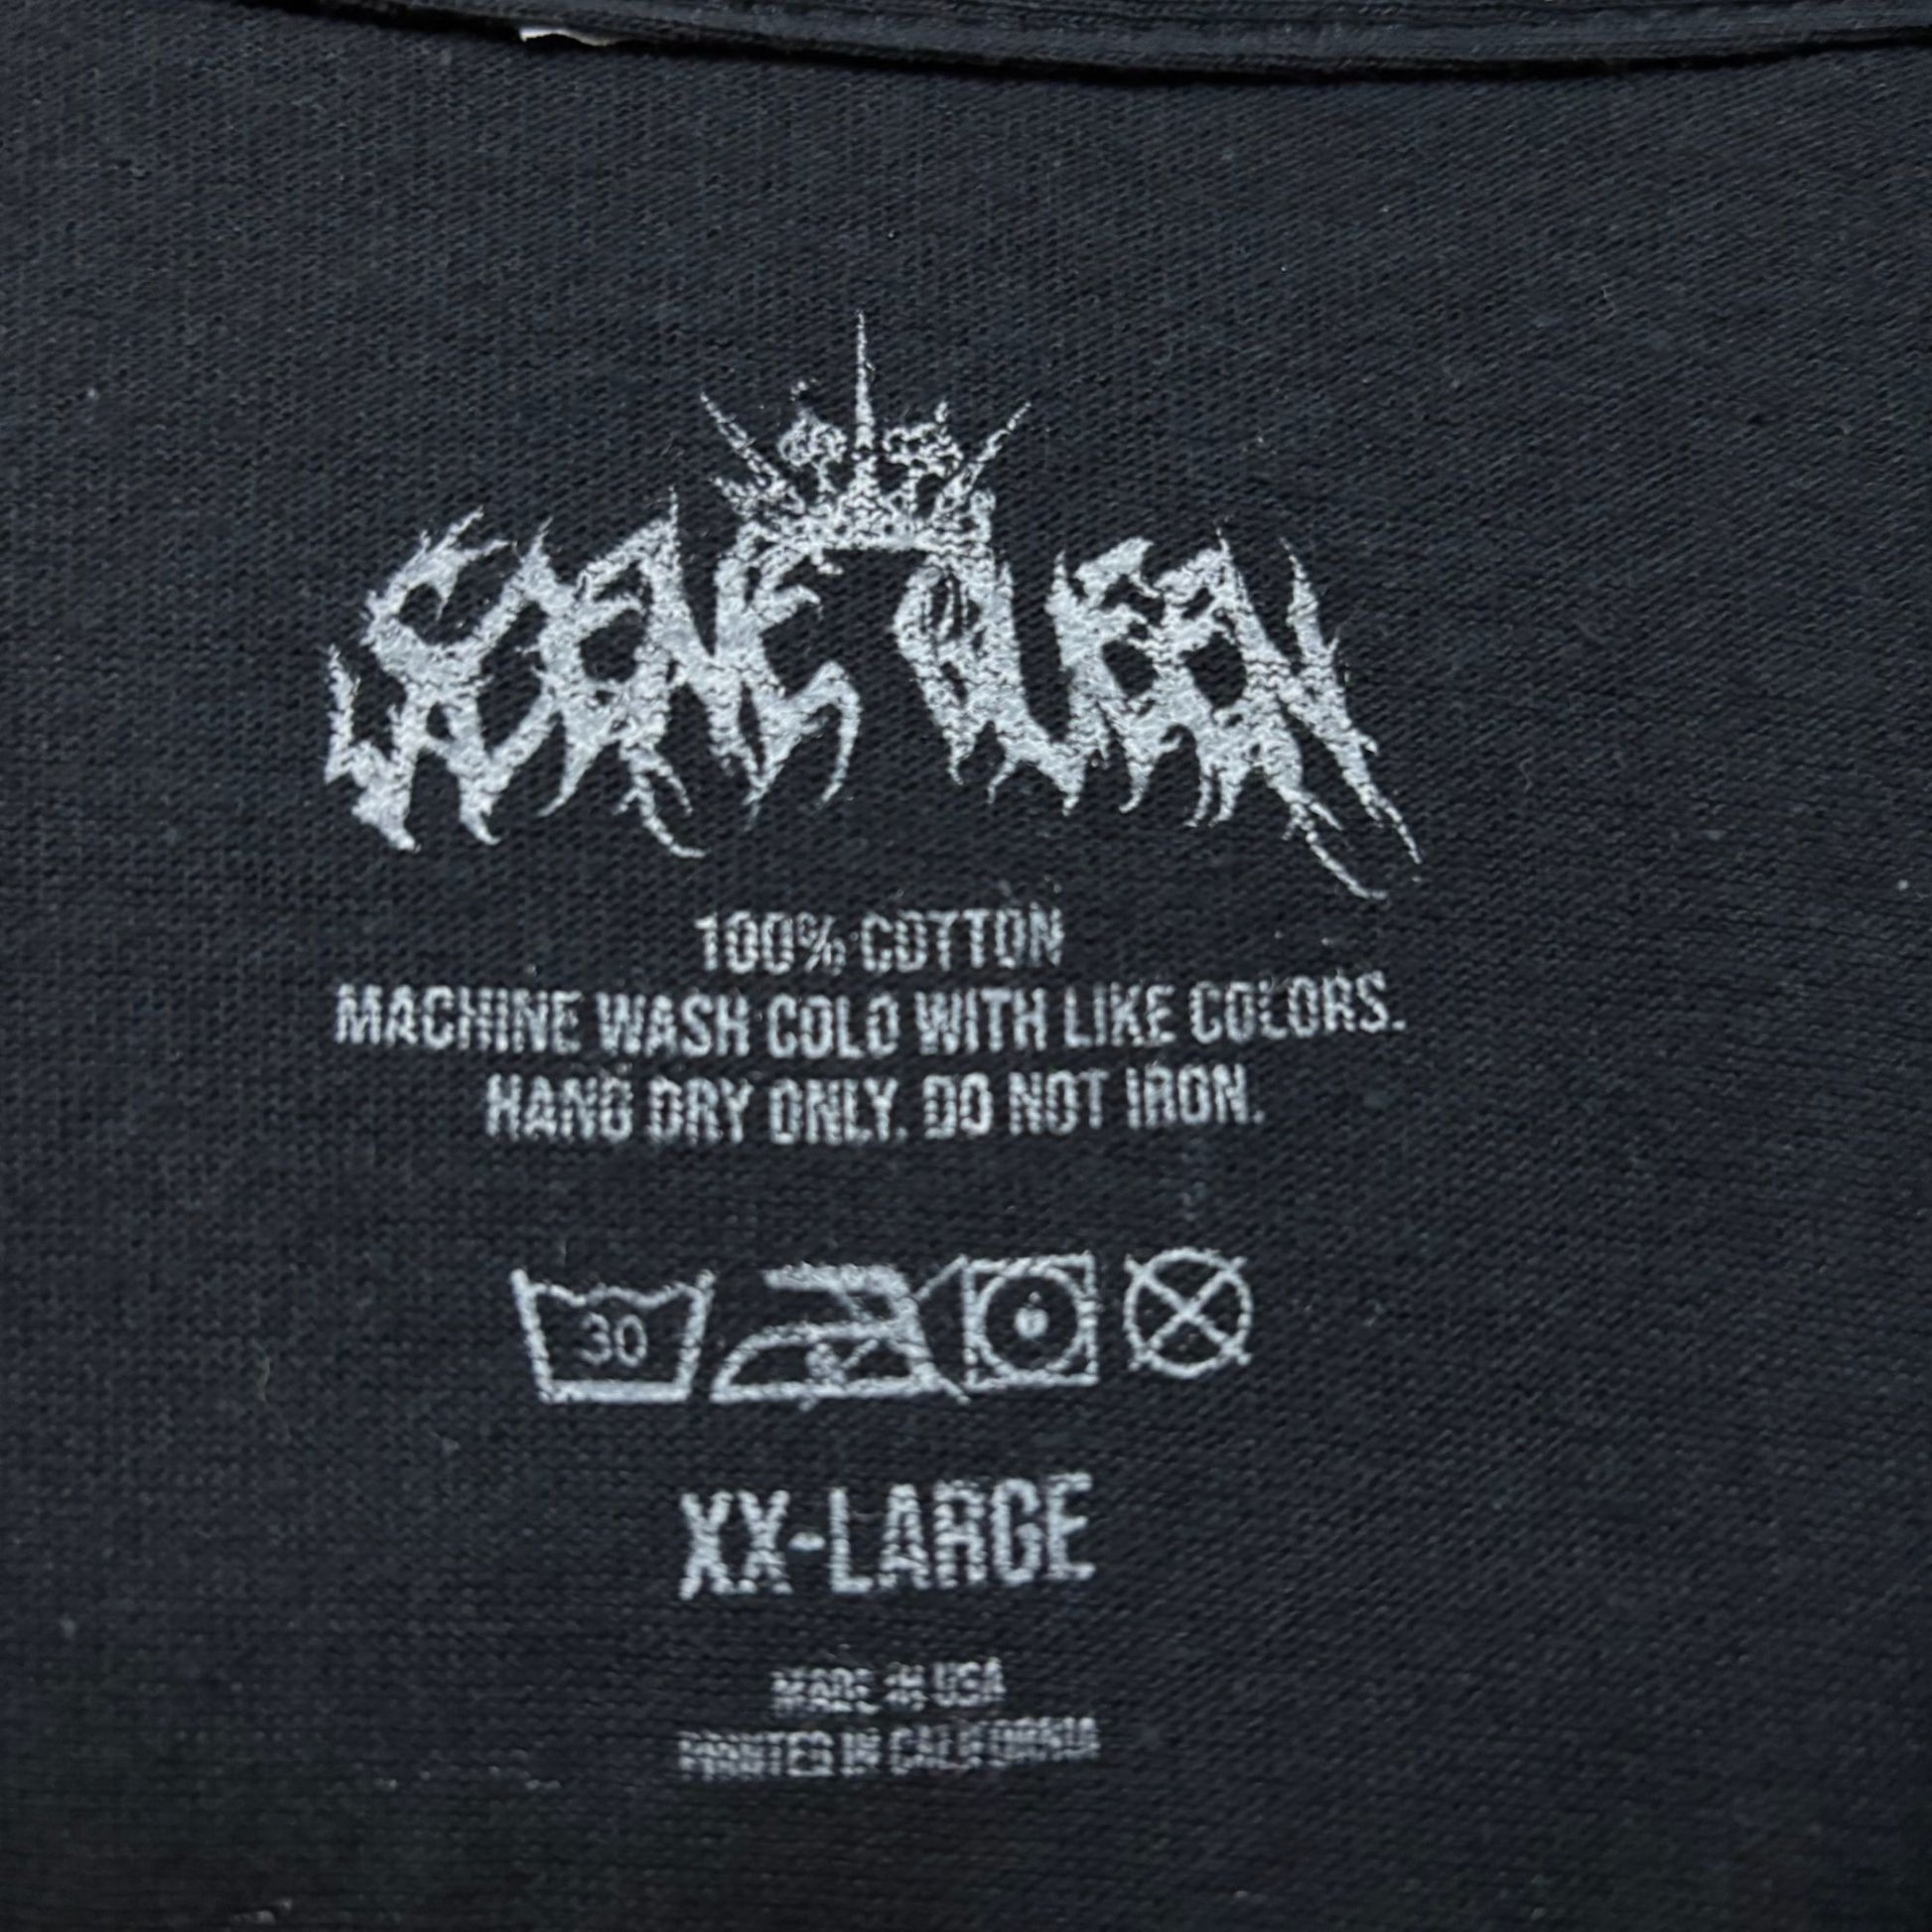 SCENE QUEEN
100% COTTON
MACHINE WASH COLD WITH LIKE COLORS.
HANG DRY ONLY. DO NOT IRON.
30
XX-LARGE
MADE IN USA
PRINTED IN CALIFORNIA